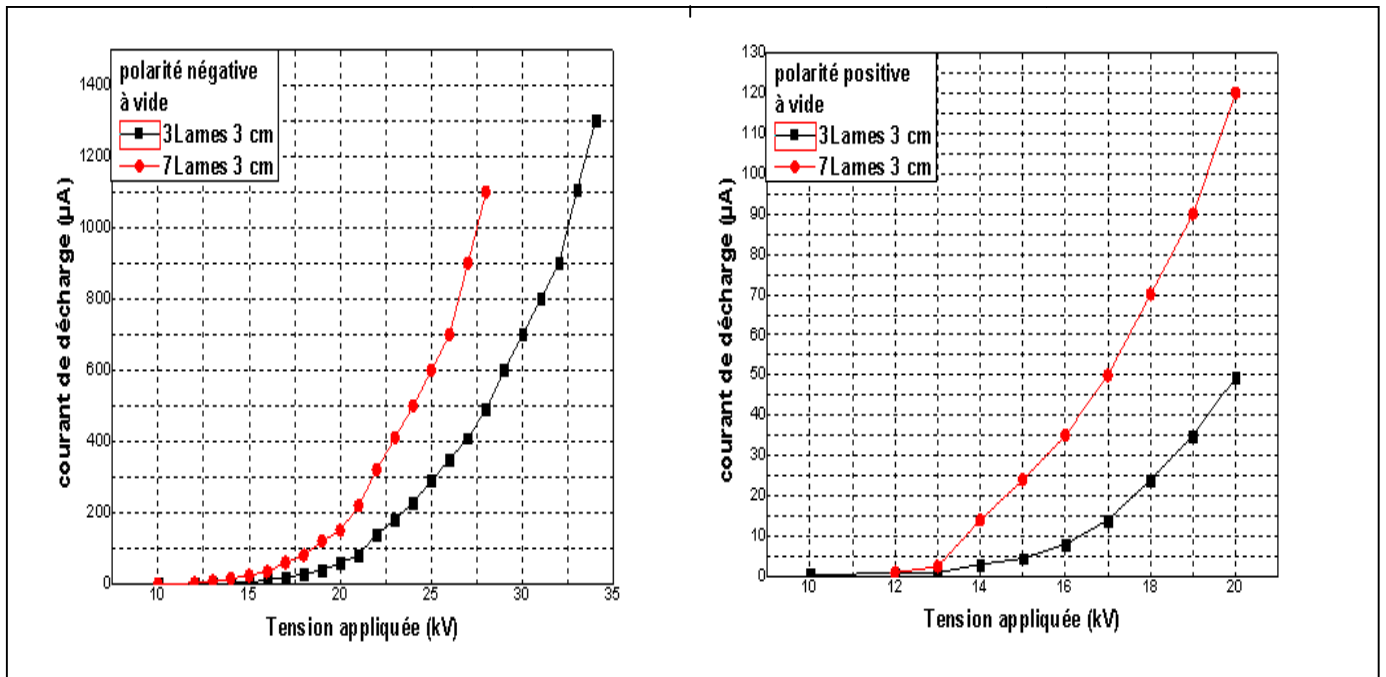 polarité négative
à vide
3Lames 3 cm
7Lames 3 cm
courant de décharge (µA)
1400
1200
1000
800
600
400
200
0
10
15
20
25
30
35
Tension appliquée (kV)
polarité positive
à vide
3Lames 3 cm
7Lames 3 cm
courant de décharge (µA)
130
120
110
100
90
80
70
60
50
40
30
20
10
0
10
12
14
16
18
20
Tension appliquée (kV)